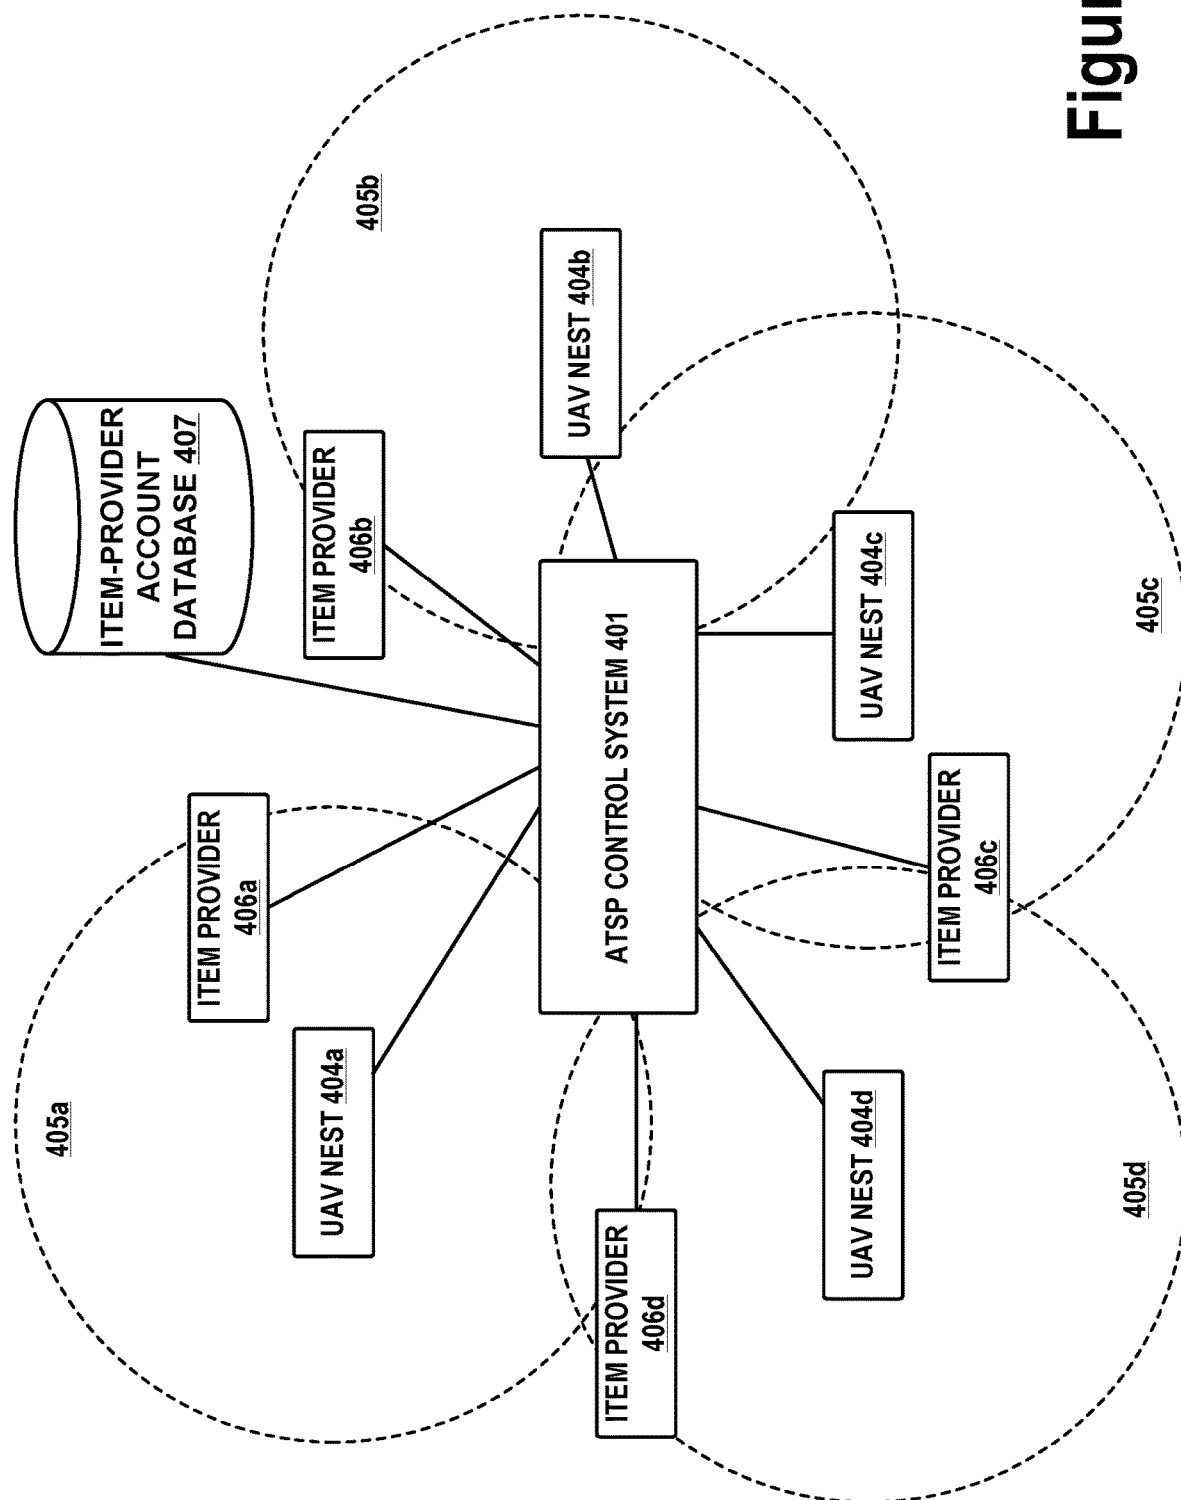 405a
ITEM-PROVIDER
ACCOUNT
DATABASE 407
ITEM PROVIDER
406a
UAV NEST 404a
ITEM PROVIDER
406b
405b
UAV NEST 404b
ITEM PROVIDER
406d
ATSP CONTROL SYSTEM 401
UAV NEST 404d
UAV NEST 404c
ITEM PROVIDER
406c
405d
405c
Figur